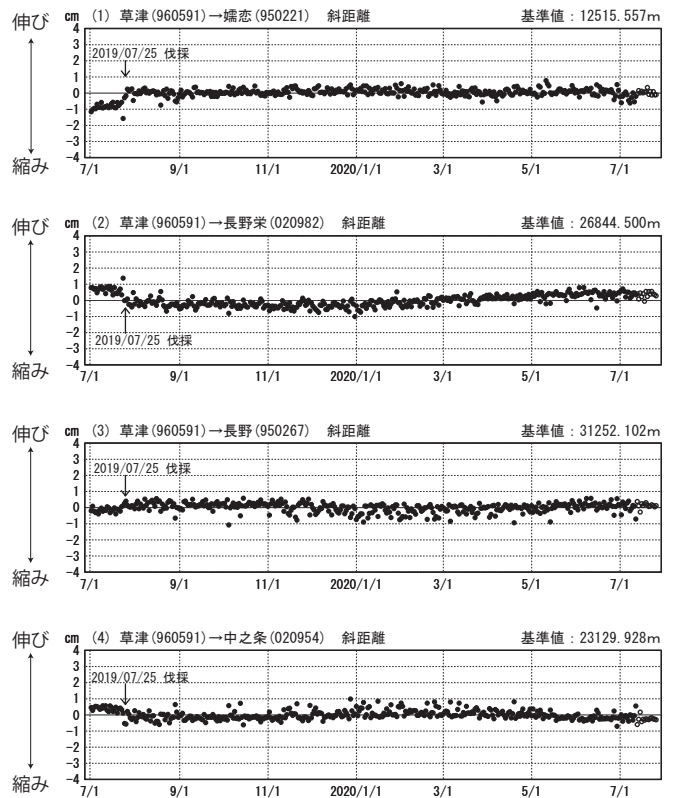 伸び
縮み
cm (1) 草津(960591)→嬬恋(950221) 斜距離 基準値：12515.557m
4
3
2
1
0
-1
-2
-3
-4
2019/07/25 伐採
7/1 9/1 11/1 2020/1/1 3/1 5/1 7/1
伸び
縮み
cm (2) 草津(960591)→長野栄(020982) 斜距離 基準値：26844.500m
4
3
2
1
0
-1
-2
-3
-4
2019/07/25 伐採
7/1 9/1 11/1 2020/1/1 3/1 5/1 7/1
伸び
縮み
cm (3) 草津(960591)→長野(950267) 斜距離 基準値：31252.102m
4
3
2
1
0
-1
-2
-3
-4
2019/07/25 伐採
7/1 9/1 11/1 2020/1/1 3/1 5/1 7/1
伸び
縮み
cm (4) 草津(960591)→中之条(020954) 斜距離 基準値：23129.928m
4
3
2
1
0
-1
-2
-3
-4
2019/07/25 伐採
7/1 9/1 11/1 2020/1/1 3/1 5/1 7/1